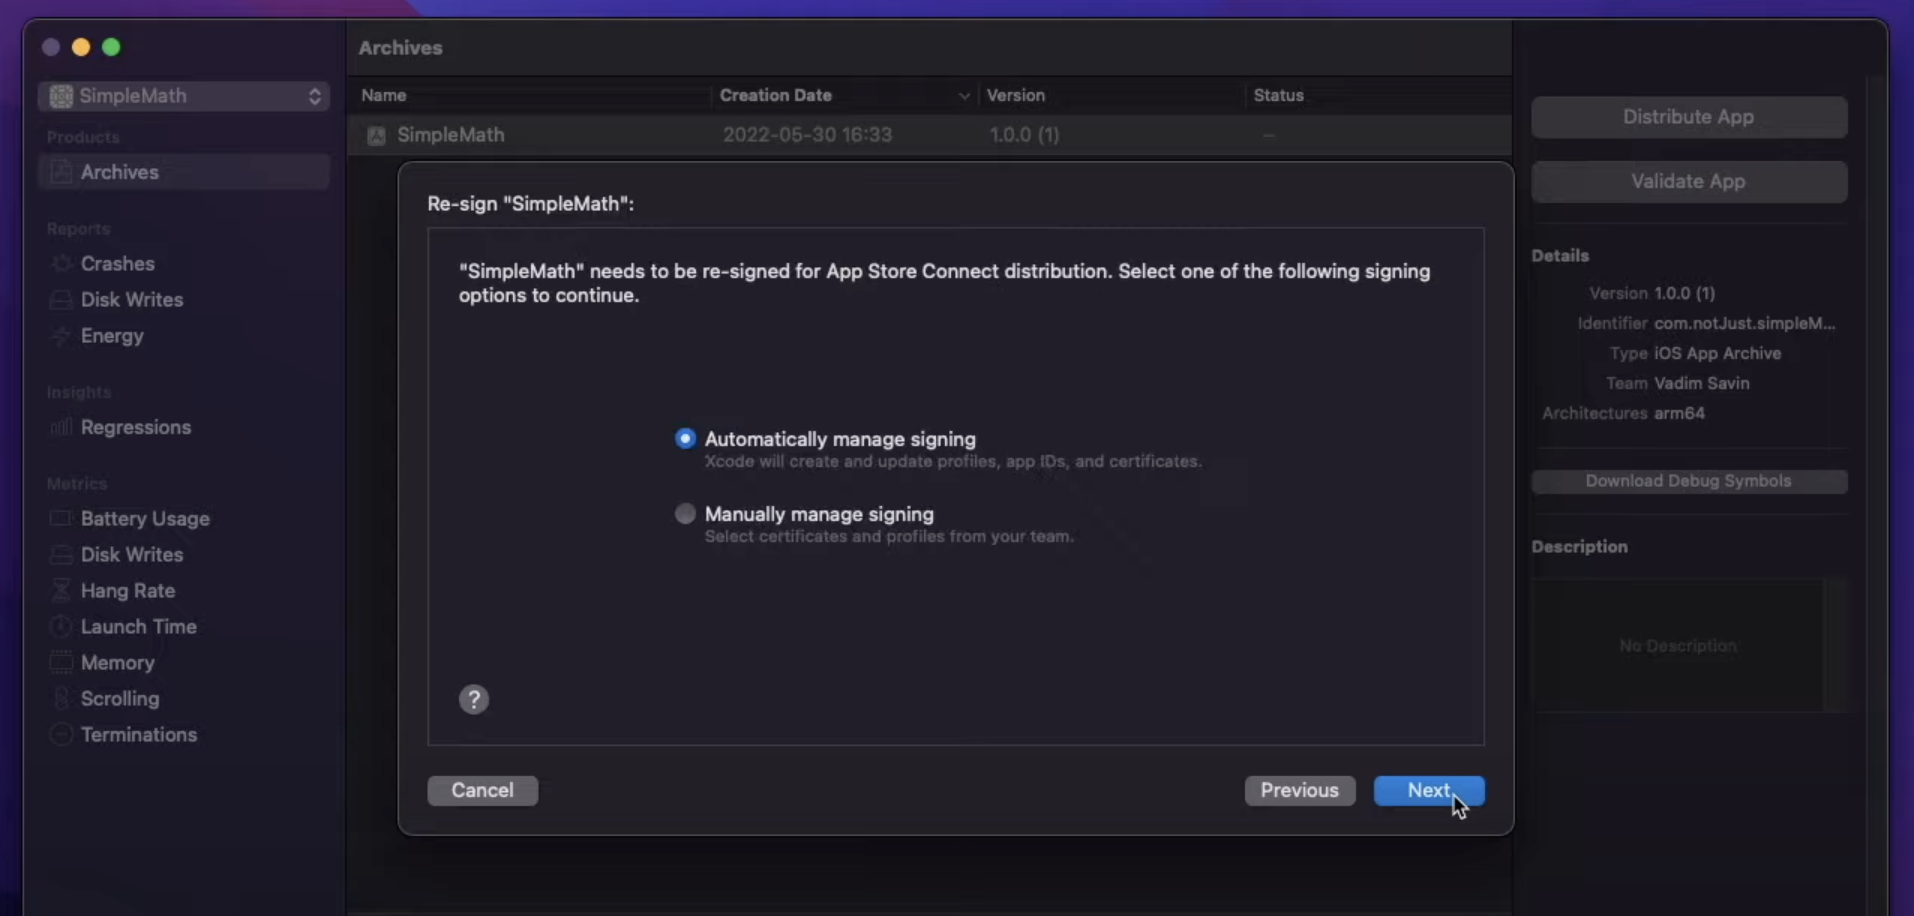 Archives
SimpleMath
Name Creation Date Version Status
SimpleMath 2022-05-30 16:33 1.0.0 (1) –
Products
Archives
Reports
Crashes
Disk Writes
Energy
Insights
Regressions
Metrics
Battery Usage
Disk Writes
Hang Rate
Launch Time
Memory
Scrolling
Terminations
Re-sign "SimpleMath":
"SimpleMath" needs to be re-signed for App Store Connect distribution. Select one of the following signing
options to continue.
Automatically manage signing
Xcode will create and update profiles, app IDs, and certificates.
Manually manage signing
Select certificates and profiles from your team.
?
Cancel Previous Next
Distribute App
Validate App
Details
Version 1.0.0 (1)
Identifier com.notJust.simpleM...
Type iOS App Archive
Team Vadim Savin
Architectures arm64
Download Debug Symbols
Description
No Description